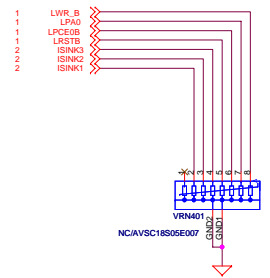 1 LWR_B
1 LPA0
1 LPCE0B
1 LRSTB
2 ISINK3
2 ISINK2
2 ISINK1
1 2 3 4 5 6 7 8
VRN401
NC/AVSC18S05E007
GND2
GND1